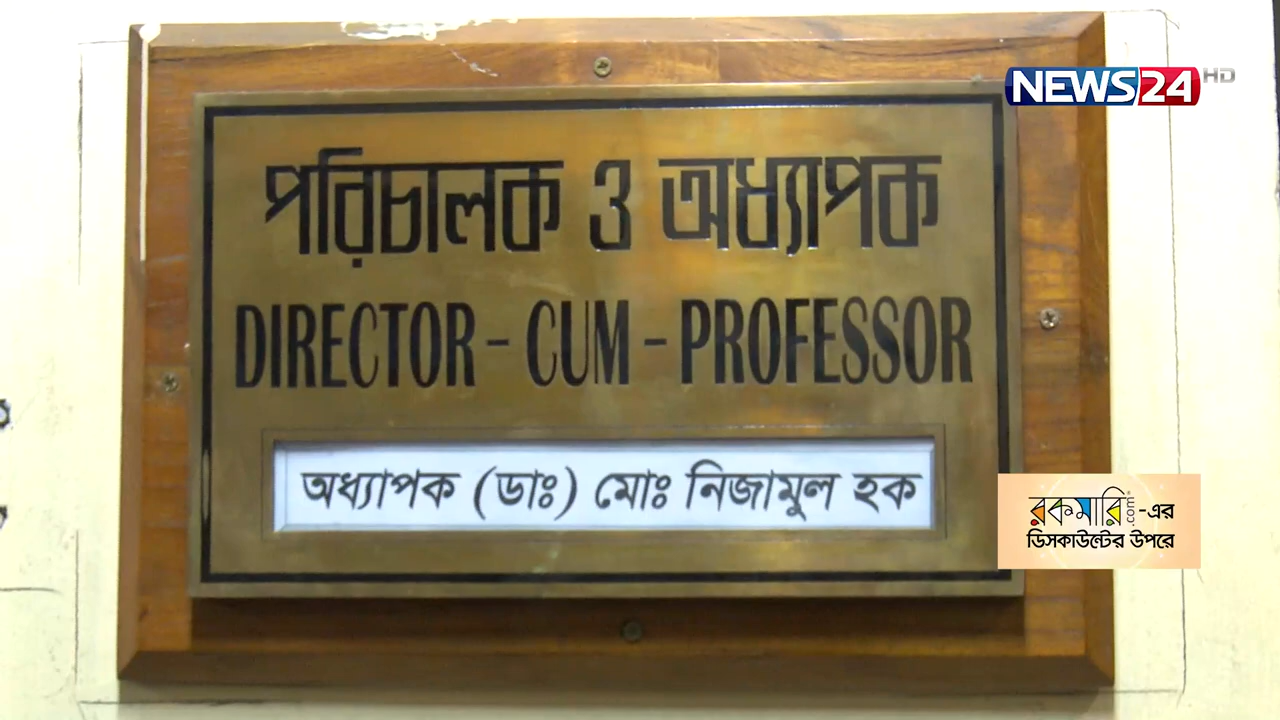 NEWS24 HD
পরিচালক ও অধ্যাপক
DIRECTOR - CUM - PROFESSOR
অধ্যাপক (ডাঃ) মোঃ নিজামুল হক
রকমারি.com -এর
ডিসকাউন্টের উপরে